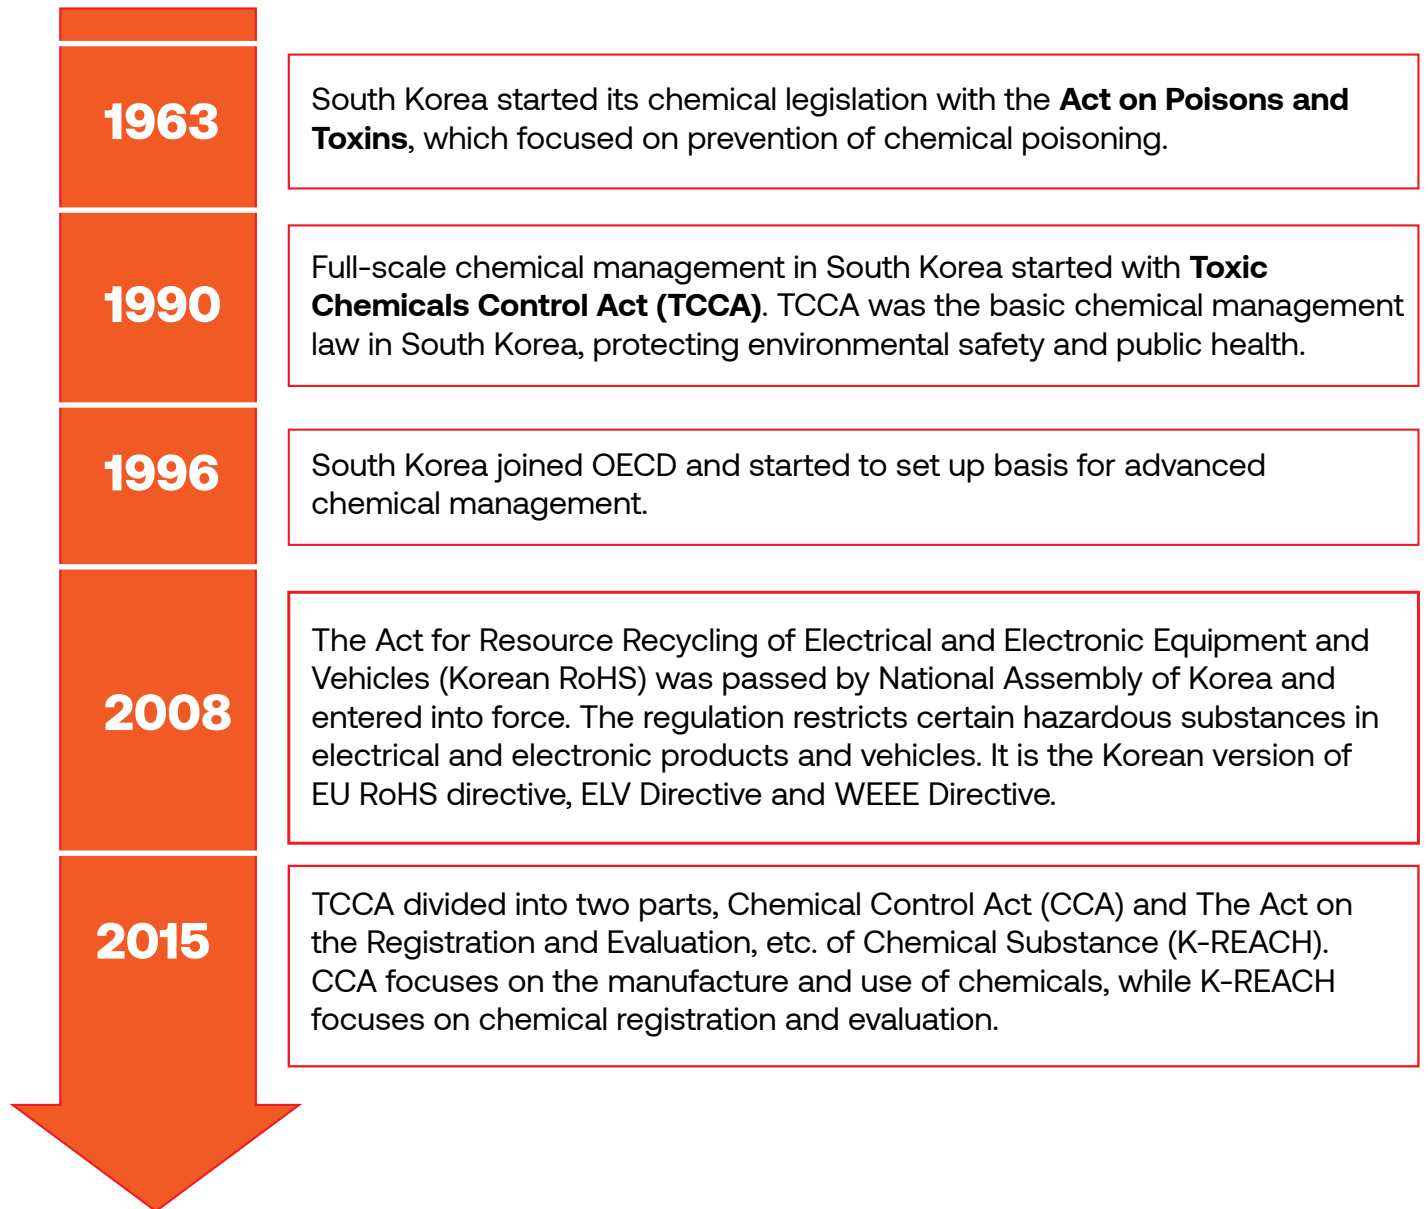 1963
South Korea started its chemical legislation with the Act on Poisons and
Toxins, which focused on prevention of chemical poisoning.
1990
Full-scale chemical management in South Korea started with Toxic
Chemicals Control Act (TCCA). TCCA was the basic chemical management
law in South Korea, protecting environmental safety and public health.
1996
South Korea joined OECD and started to set up basis for advanced
chemical management.
2008
The Act for Resource Recycling of Electrical and Electronic Equipment and
Vehicles (Korean RoHS) was passed by National Assembly of Korea and
entered into force. The regulation restricts certain hazardous substances in
electrical and electronic products and vehicles. It is the Korean version of
EU RoHS directive, ELV Directive and WEEE Directive.
2015
TCCA divided into two parts, Chemical Control Act (CCA) and The Act on
the Registration and Evaluation, etc. of Chemical Substance (K-REACH).
CCA focuses on the manufacture and use of chemicals, while K-REACH
focuses on chemical registration and evaluation.